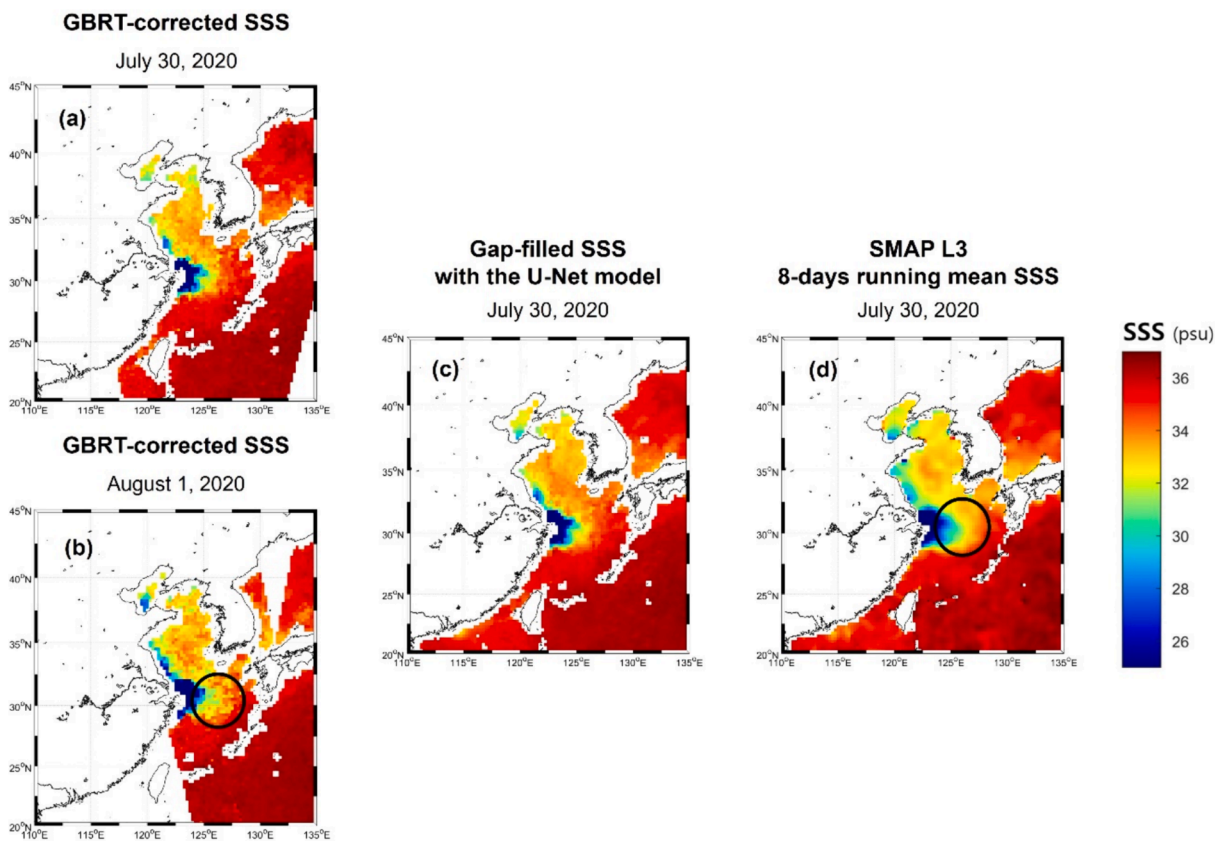 GBRT-corrected SSS
July 30, 2020
45°N
(a)
40°N
35°N
30°N
25°N
20°N
110°E 115°E 120°E 125°E 130°E 135°E
GBRT-corrected SSS
August 1, 2020
45°N
(b)
40°N
35°N
30°N
25°N
20°N
110°E 115°E 120°E 125°E 130°E 135°E
Gap-filled SSS
with the U-Net model
July 30, 2020
45°N
(c)
40°N
35°N
30°N
25°N
20°N
110°E 115°E 120°E 125°E 130°E 135°E
SMAP L3
8-days running mean SSS
July 30, 2020
45°N
(d)
40°N
35°N
30°N
25°N
20°N
110°E 115°E 120°E 125°E 130°E 135°E
SSS (psu)
36
34
32
30
28
26